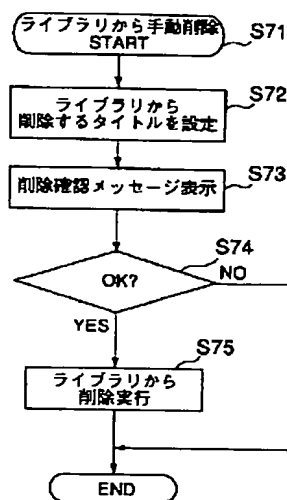 ライブラリから手動削除
START
S71
ライブラリから
削除するタイトルを設定
S72
削除確認メッセージ表示
S73
OK?
S74
NO
YES
ライブラリから
削除実行
S75
END